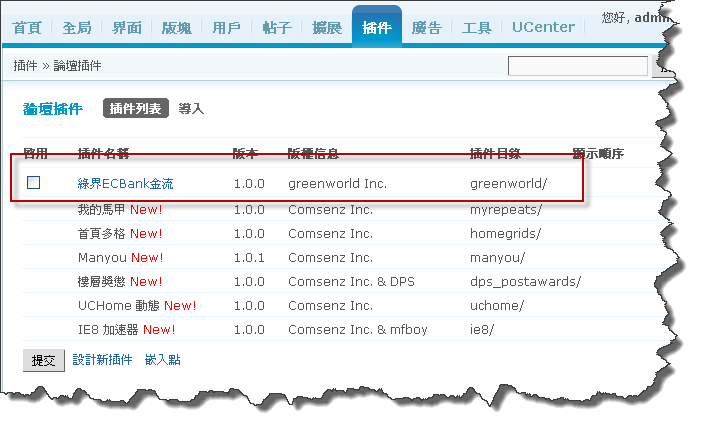 首頁 全局 界面 版塊 用戶 帖子 擴展 插件 廣告 工具 UCenter 您好, admin
插件 » 論壇插件
論壇插件 插件列表 導入
啓用 插件名稱 版本 版權信息 插件目錄 顯示順序
綠界ECBank金流 1.0.0 greenworld Inc. greenworld/
我的馬甲 New! 1.0.0 Comsenz Inc. myrepeats/
首頁多格 New! 1.0.0 Comsenz Inc. homegrids/
Manyou New! 1.0.1 Comsenz Inc. manyou/
樓層獎懲 New! 1.0.0 Comsenz Inc. & DPS dps_postawards/
UCHome 動態 New! 1.0.0 Comsenz Inc. uchome/
IE8 加速器 New! 1.0.0 Comsenz Inc. & mfboy ie8/
提交 設計新插件 嵌入點